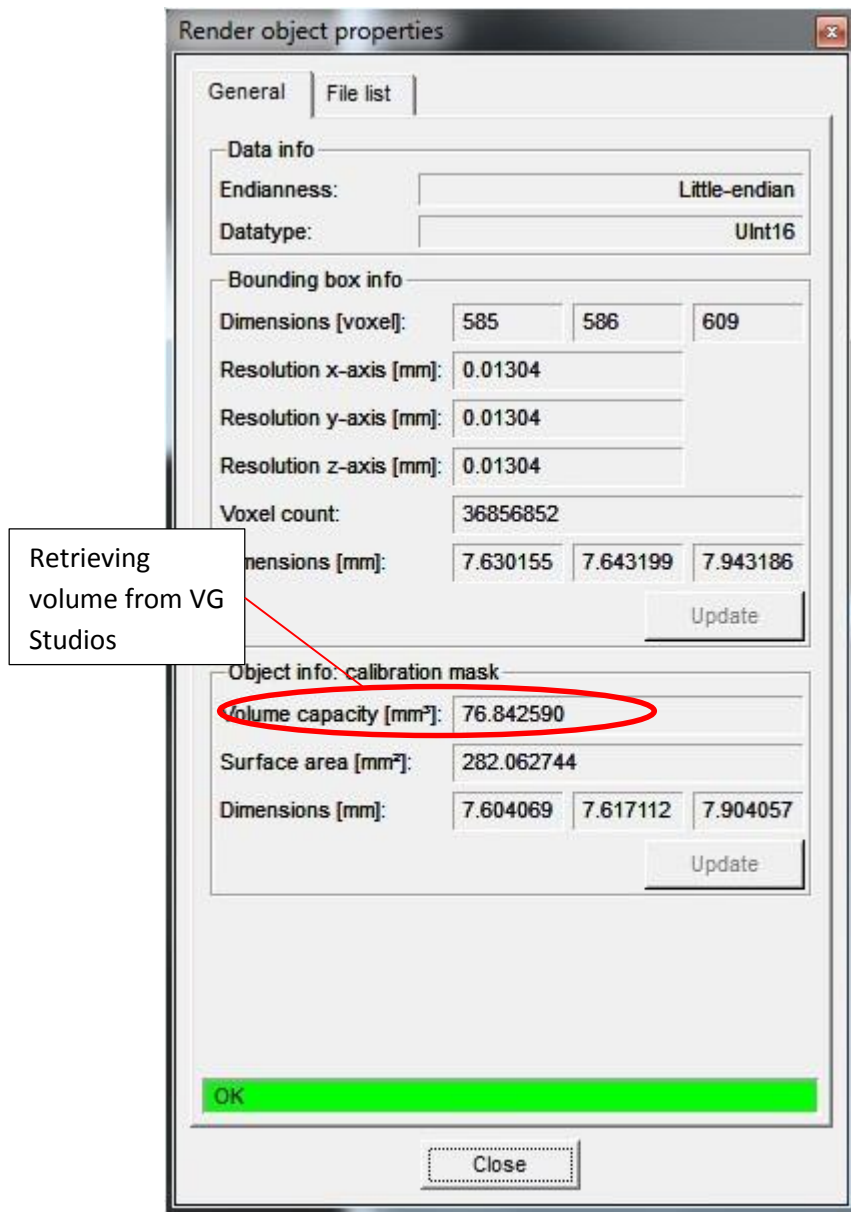 Render object properties
General File list
Data info
Endianness: Little-endian
Datatype: UInt16
Bounding box info
Dimensions [voxel]: 585 586 609
Resolution x-axis [mm]: 0.01304
Resolution y-axis [mm]: 0.01304
Resolution z-axis [mm]: 0.01304
Voxel count: 36856852
mensions [mm]: 7.630155 7.643199 7.943186
Update
Retrieving
volume from VG
Studios
Object info: calibration mask
Volume capacity [mm³]: 76.842590
Surface area [mm²]: 282.062744
Dimensions [mm]: 7.604069 7.617112 7.904057
Update
OK
Close